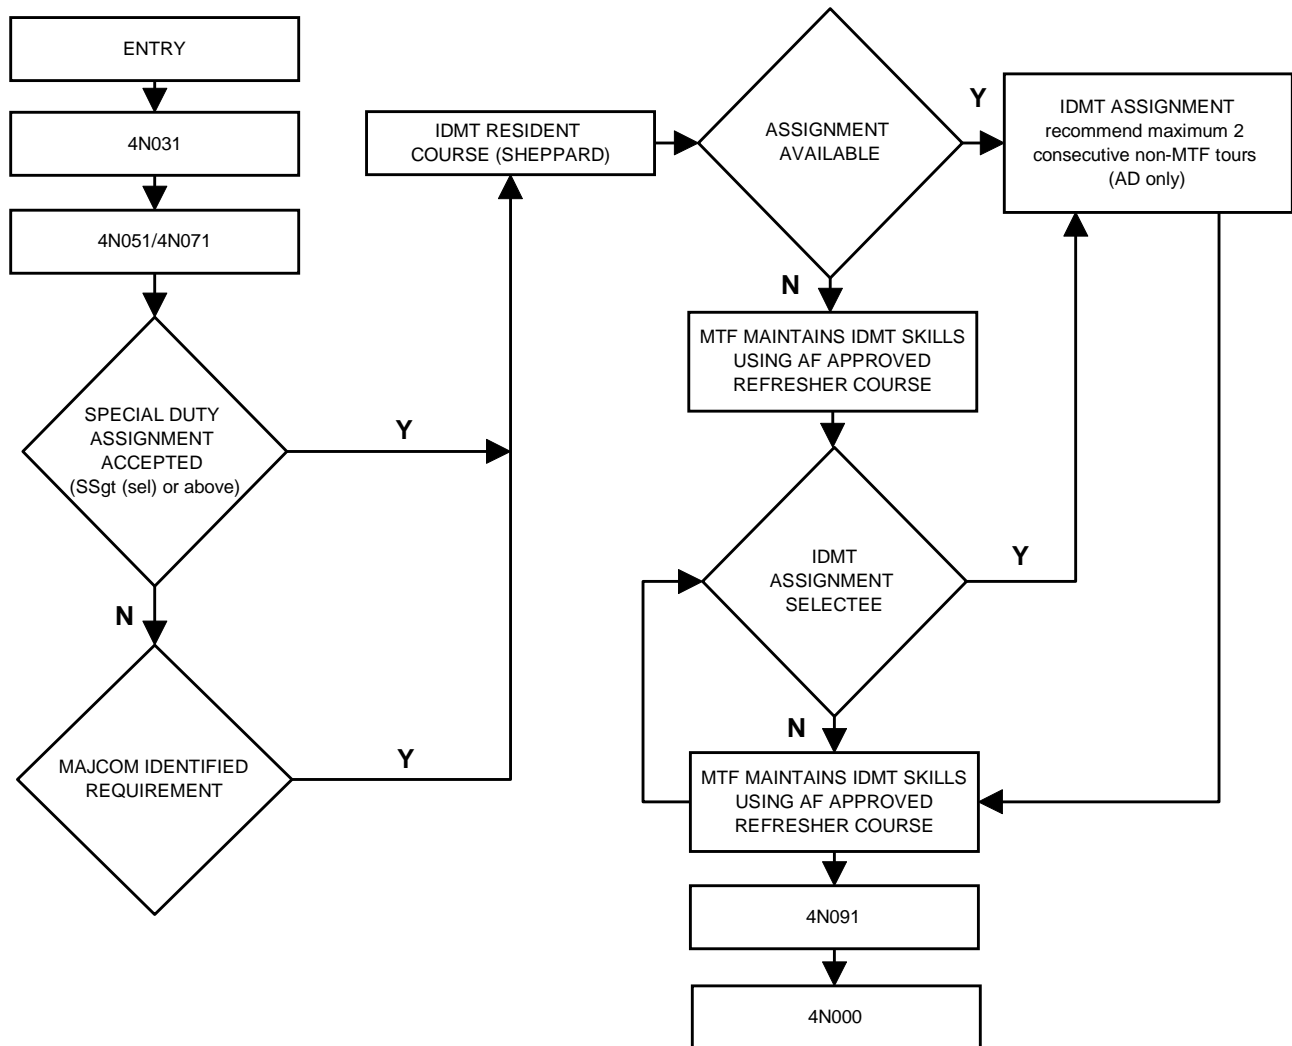 ENTRY
4N031
4N051/4N071
SPECIAL DUTY
ASSIGNMENT
ACCEPTED
(SSgt (sel) or above)
Y
N
MAJCOM IDENTIFIED
REQUIREMENT
Y
IDMT RESIDENT
COURSE (SHEPPARD)
ASSIGNMENT
AVAILABLE
Y
IDMT ASSIGNMENT
recommend maximum 2
consecutive non-MTF tours
(AD only)
N
MTF MAINTAINS IDMT SKILLS
USING AF APPROVED
REFRESHER COURSE
IDMT
ASSIGNMENT
SELECTEE
Y
N
MTF MAINTAINS IDMT SKILLS
USING AF APPROVED
REFRESHER COURSE
4N091
4N000